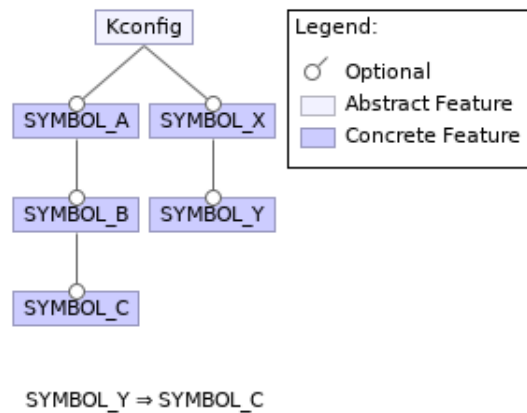 Kconfig
SYMBOL_A
SYMBOL_X
SYMBOL_B
SYMBOL_Y
SYMBOL_C
Legend:
Optional
Abstract Feature
Concrete Feature
SYMBOL_Y ⇒ SYMBOL_C